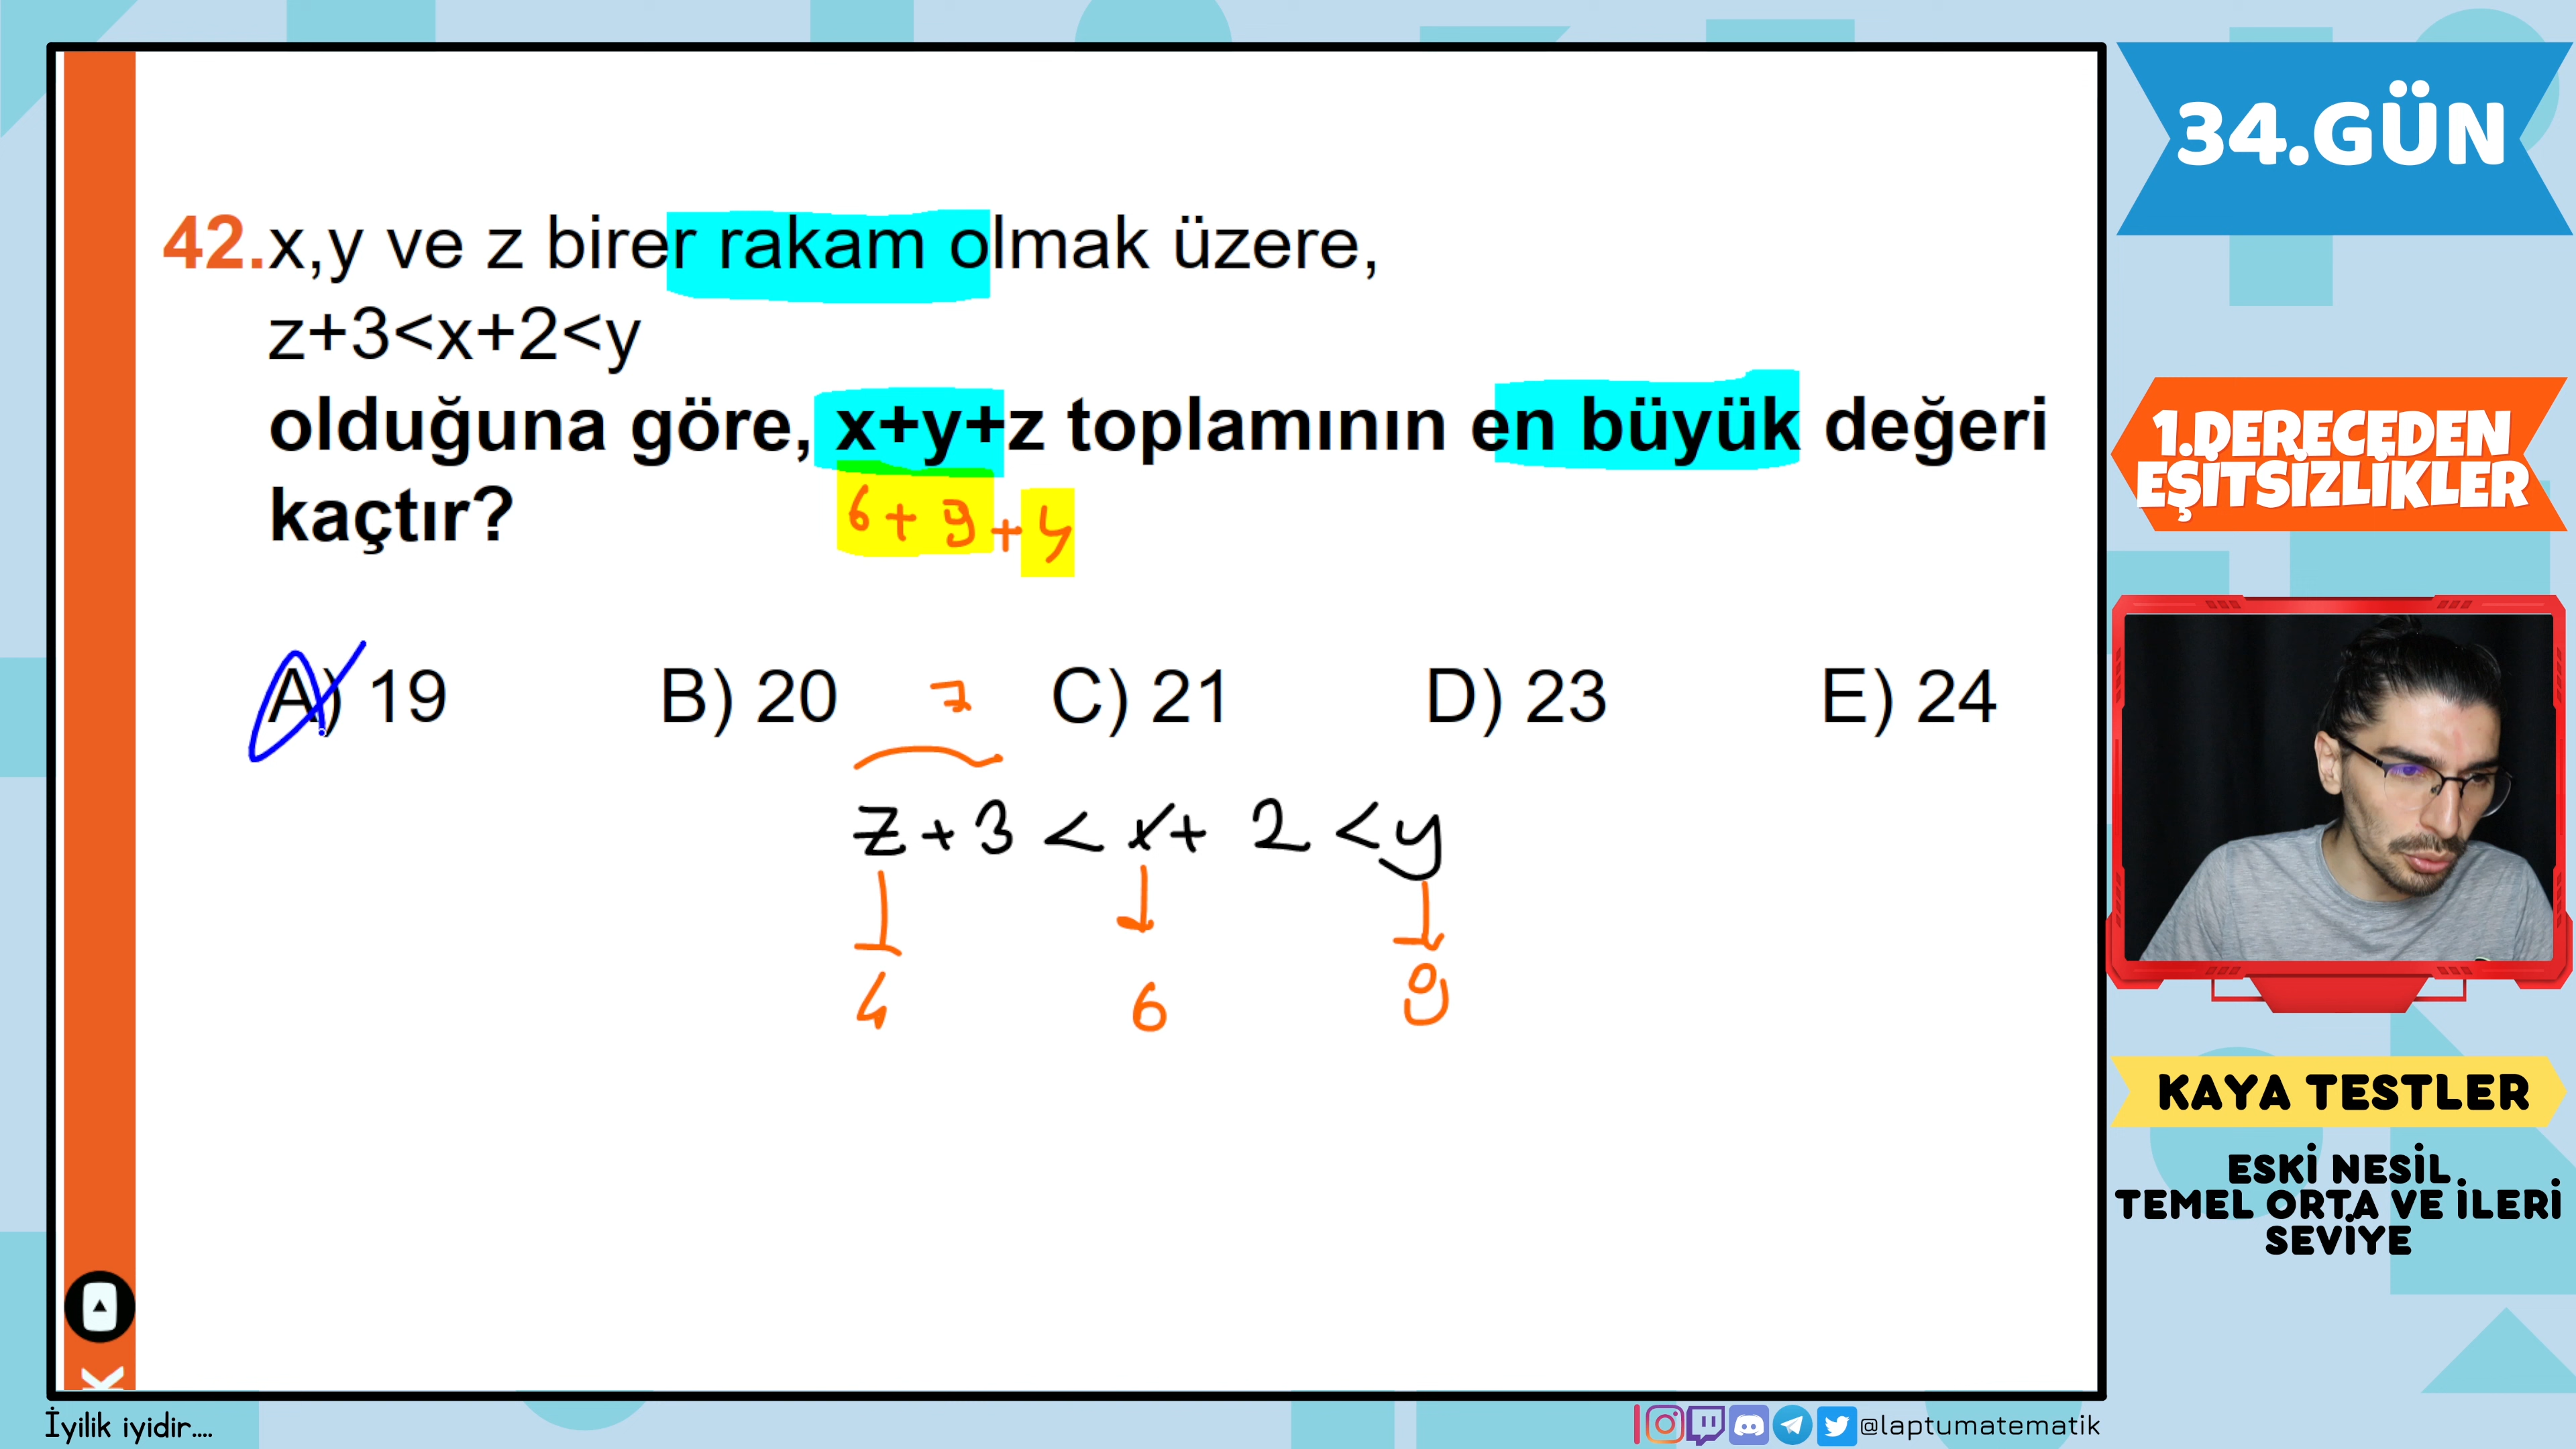 34.GÜN
42.x,y ve z birer rakam olmak üzere,
z+3<x+2<y
olduğuna göre, x+y+z toplamının en büyük değeri
kaçtır?
6+9+4
A) 19 B) 20 C) 21 D) 23 E) 24
7
z+3<x+2<y
4 6 9
1.DERECEDEN
EŞİTSİZLİKLER
KAYA TESTLER
ESKİ NESİL
TEMEL ORTA VE İLERİ
SEVİYE
K
İyilik iyidir....
@laptumatematik